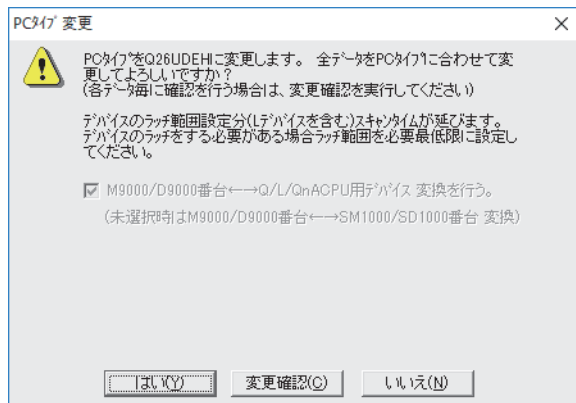 PCﾀｲﾌﾟ 変更
PCﾀｲﾌﾟをQ26UDEHに変更します。 全ﾃﾞｰﾀをPCﾀｲﾌﾟに合わせて変
更してよろしいですか？
(各ﾃﾞｰﾀ毎に確認を行う場合は、変更確認を実行してください)
ﾃﾞﾊﾞｲｽのﾗｯﾁ範囲設定分(Lﾃﾞﾊﾞｲｽを含む)ｽｷｬﾝﾀｲﾑが延びます。
ﾃﾞﾊﾞｲｽのﾗｯﾁをする必要がある場合ﾗｯﾁ範囲を必要最低限に設定し
てください。
M9000/D9000番台←→Q/L/QnACPU用ﾃﾞﾊﾞｲｽ 変換を行う。
(未選択時はM9000/D9000番台←→SM1000/SD1000番台 変換)
はい(Y)
変更確認(C)
いいえ(N)